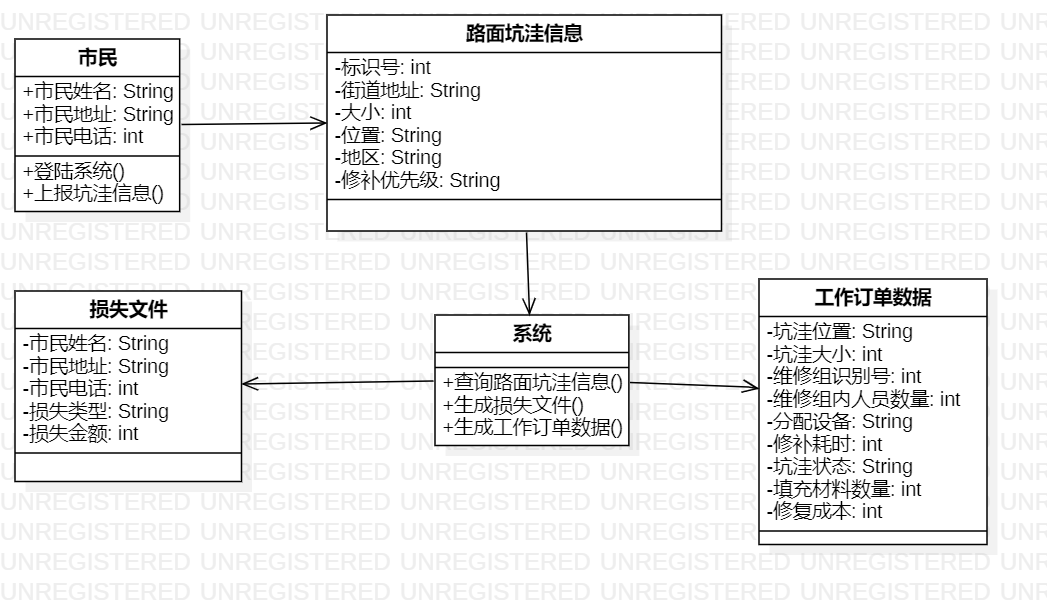 市民
+市民姓名: String
+市民地址: String
+市民电话: int
+登陆系统()
+上报坑洼信息()
路面坑洼信息
-标识号: int
-街道地址: String
-大小: int
-位置: String
-地区: String
-修补优先级: String
损失文件
-市民姓名: String
-市民地址: String
-市民电话: int
-损失类型: String
-损失金额: int
系统
+查询路面坑洼信息()
+生成损失文件()
+生成工作订单数据()
工作订单数据
-坑洼位置: String
-坑洼大小: int
-维修组识别号: int
-维修组内人员数量: int
-分配设备: String
-修补耗时: int
-坑洼状态: String
-填充材料数量: int
-修复成本: int
UNREGISTERED